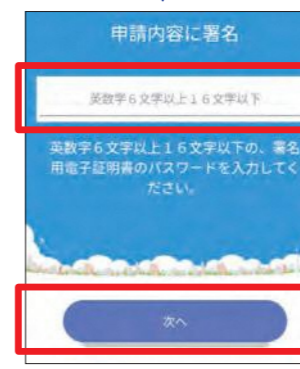 申請内容に署名
英数字６文字以上１６文字以下
英数字６文字以上１６文字以下の、署名
用電子証明書のパスワードを入力してく
ださい。
次へ